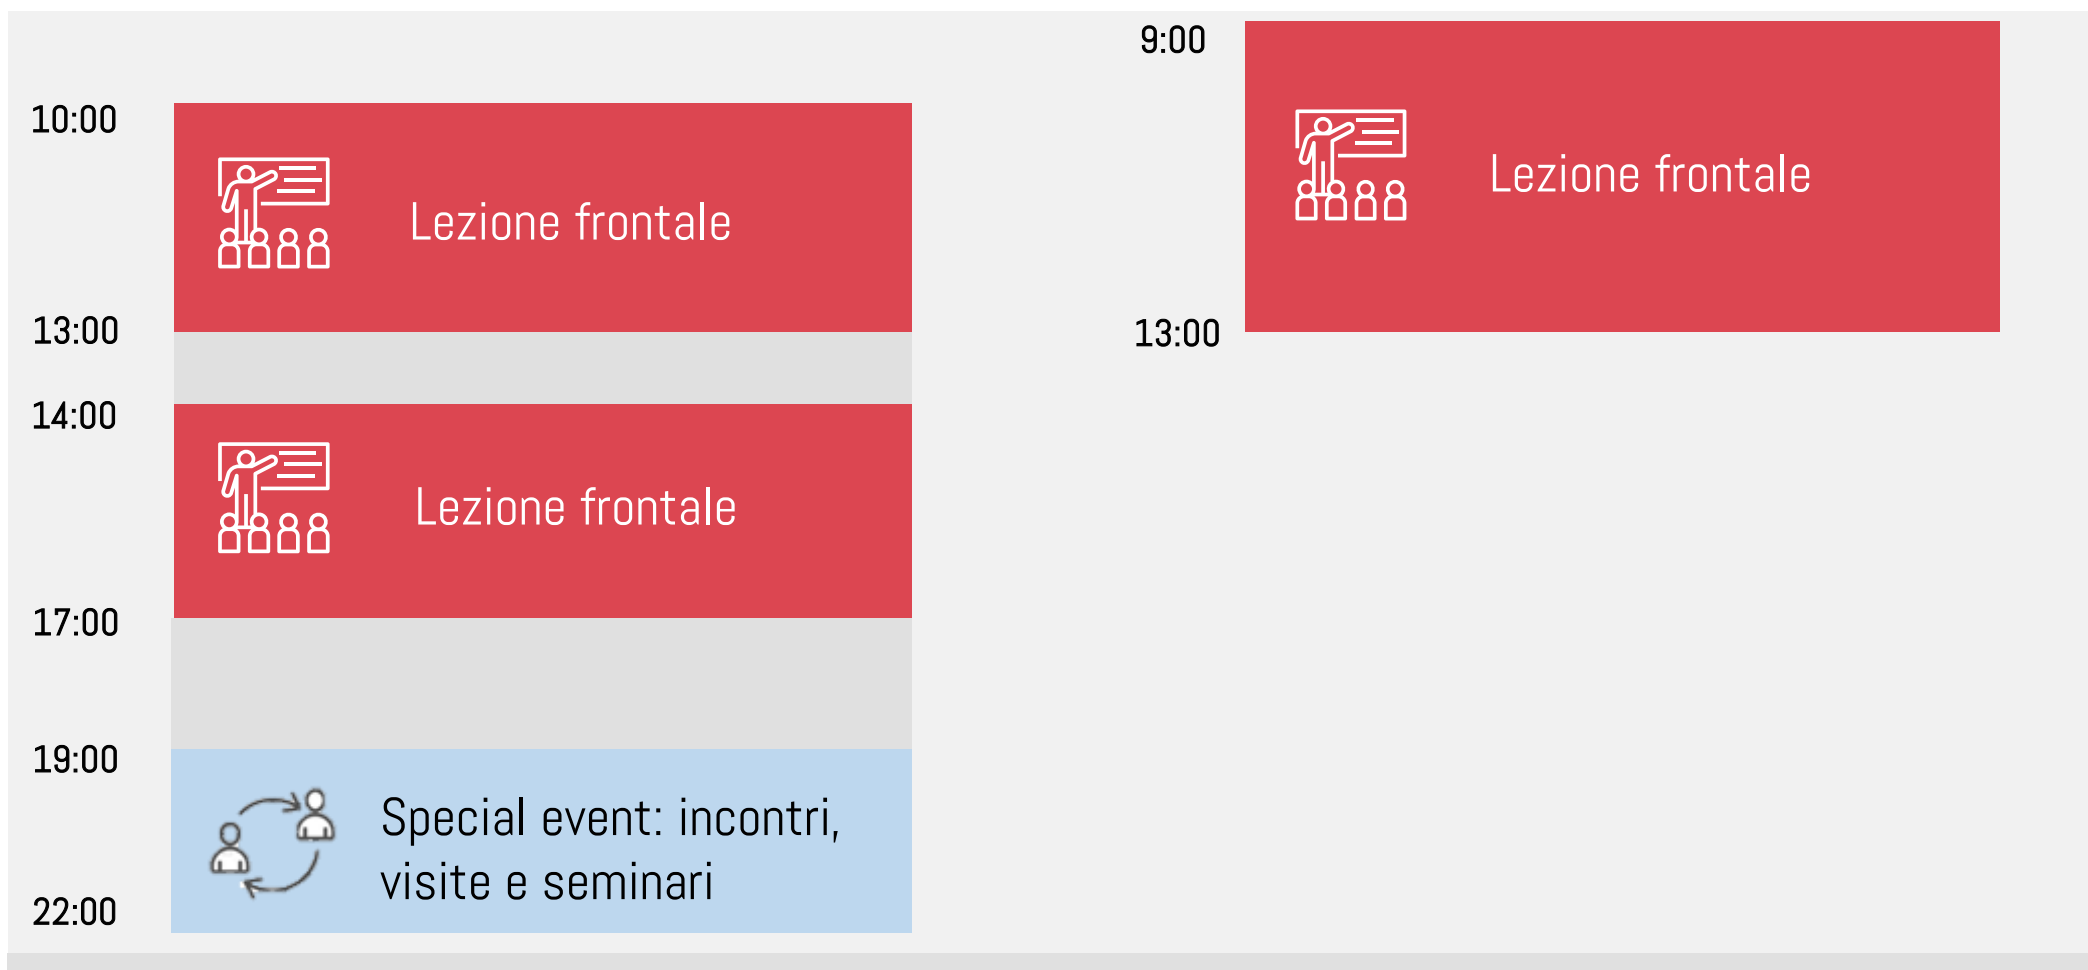 10:00
Lezione frontale
13:00
14:00
Lezione frontale
17:00
19:00
Special event: incontri,
visite e seminari
22:00
9:00
Lezione frontale
13:00